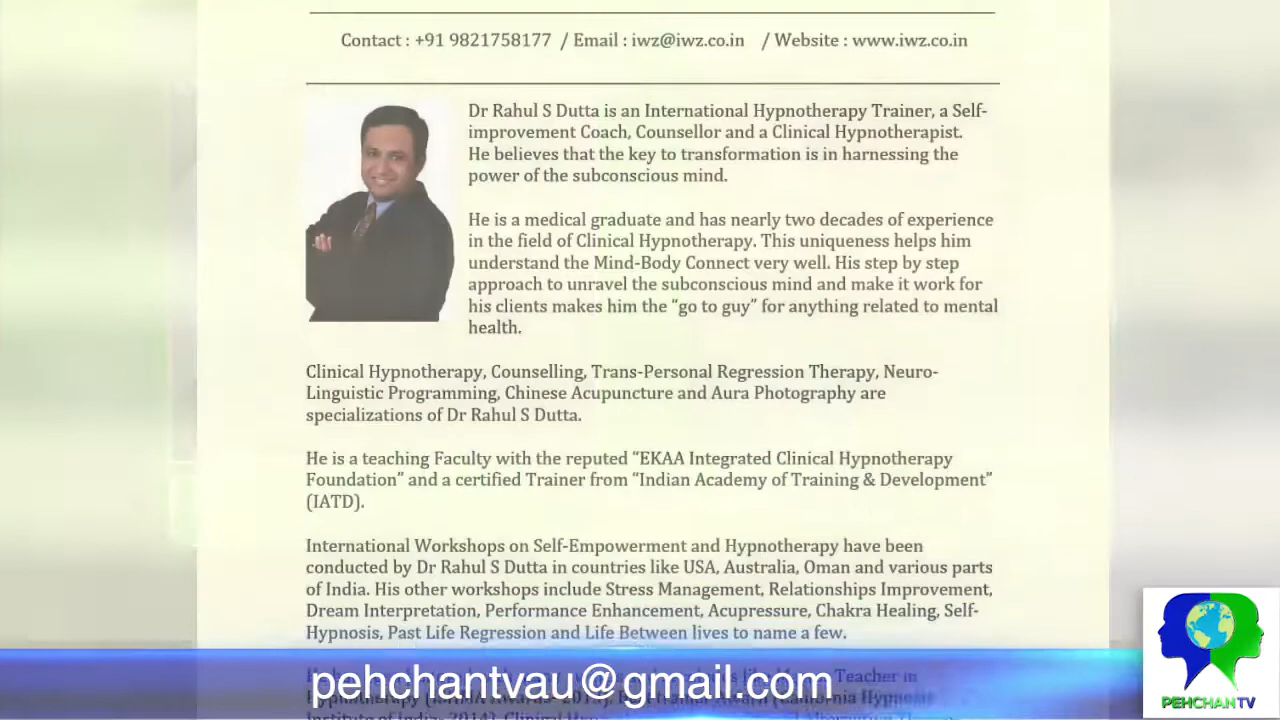 Contact : +91 9821758177 / Email : iwz@iwz.co.in / Website : www.iwz.co.in
Dr Rahul S Dutta is an International Hypnotherapy Trainer, a Self-
improvement Coach, Counsellor and a Clinical Hypnotherapist.
He believes that the key to transformation is in harnessing the
power of the subconscious mind.
He is a medical graduate and has nearly two decades of experience
in the field of Clinical Hypnotherapy. This uniqueness helps him
understand the Mind-Body Connect very well. His step by step
approach to unravel the subconscious mind and make it work for
his clients makes him the “go to guy” for anything related to mental
health.
Clinical Hypnotherapy, Counselling, Trans-Personal Regression Therapy, Neuro-
Linguistic Programming, Chinese Acupuncture and Aura Photography are
specializations of Dr Rahul S Dutta.
He is a teaching Faculty with the reputed “EKAA Integrated Clinical Hypnotherapy
Foundation” and a certified Trainer from “Indian Academy of Training & Development”
(IATD).
International Workshops on Self-Empowerment and Hypnotherapy have been
conducted by Dr Rahul S Dutta in countries like USA, Australia, Oman and various parts
of India. His other workshops include Stress Management, Relationships Improvement,
Dream Interpretation, Performance Enhancement, Acupressure, Chakra Healing, Self-
Hypnosis, Past Life Regression and Life Between lives to name a few.
Teacher in
pehchantvau@gmail.com
Hypnosis
Institute of India- 2014), Clinical
PEHCHAN TV